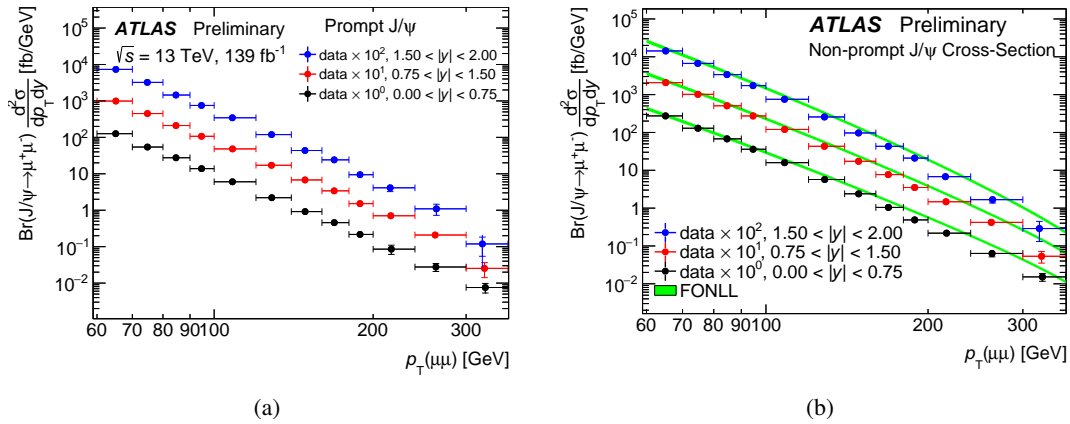 ATLAS Preliminary
√s = 13 TeV, 139 fb⁻¹
Prompt J/ψ
data × 10², 1.50 < |y| < 2.00
data × 10¹, 0.75 < |y| < 1.50
data × 10⁰, 0.00 < |y| < 0.75
Br(J/ψ→μ⁺μ⁻) d²σ/dp_T dy [fb/GeV]
10⁵
10⁴
10³
10²
10
1
10⁻¹
10⁻²
60 70 80 90 100 200 300
p_T(μμ) [GeV]
(a)
ATLAS Preliminary
Non-prompt J/ψ Cross-Section
Br(J/ψ→μ⁺μ⁻) d²σ/dp_T dy [fb/GeV]
10⁵
10⁴
10³
10²
10
1
10⁻¹
10⁻²
data × 10², 1.50 < |y| < 2.00
data × 10¹, 0.75 < |y| < 1.50
data × 10⁰, 0.00 < |y| < 0.75
FONLL
60 70 80 90 100 200 300
p_T(μμ) [GeV]
(b)